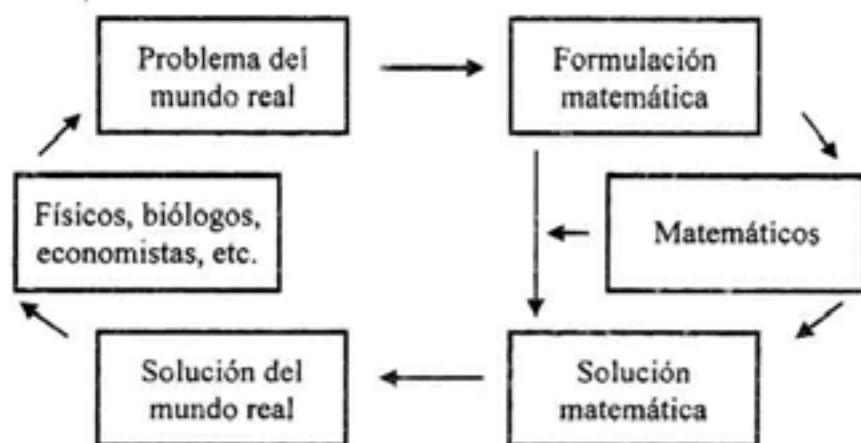 Problema del
mundo real
Formulación
matemática
Físicos, biólogos,
economistas, etc.
Matemáticos
Solución del
mundo real
Solución
matemática